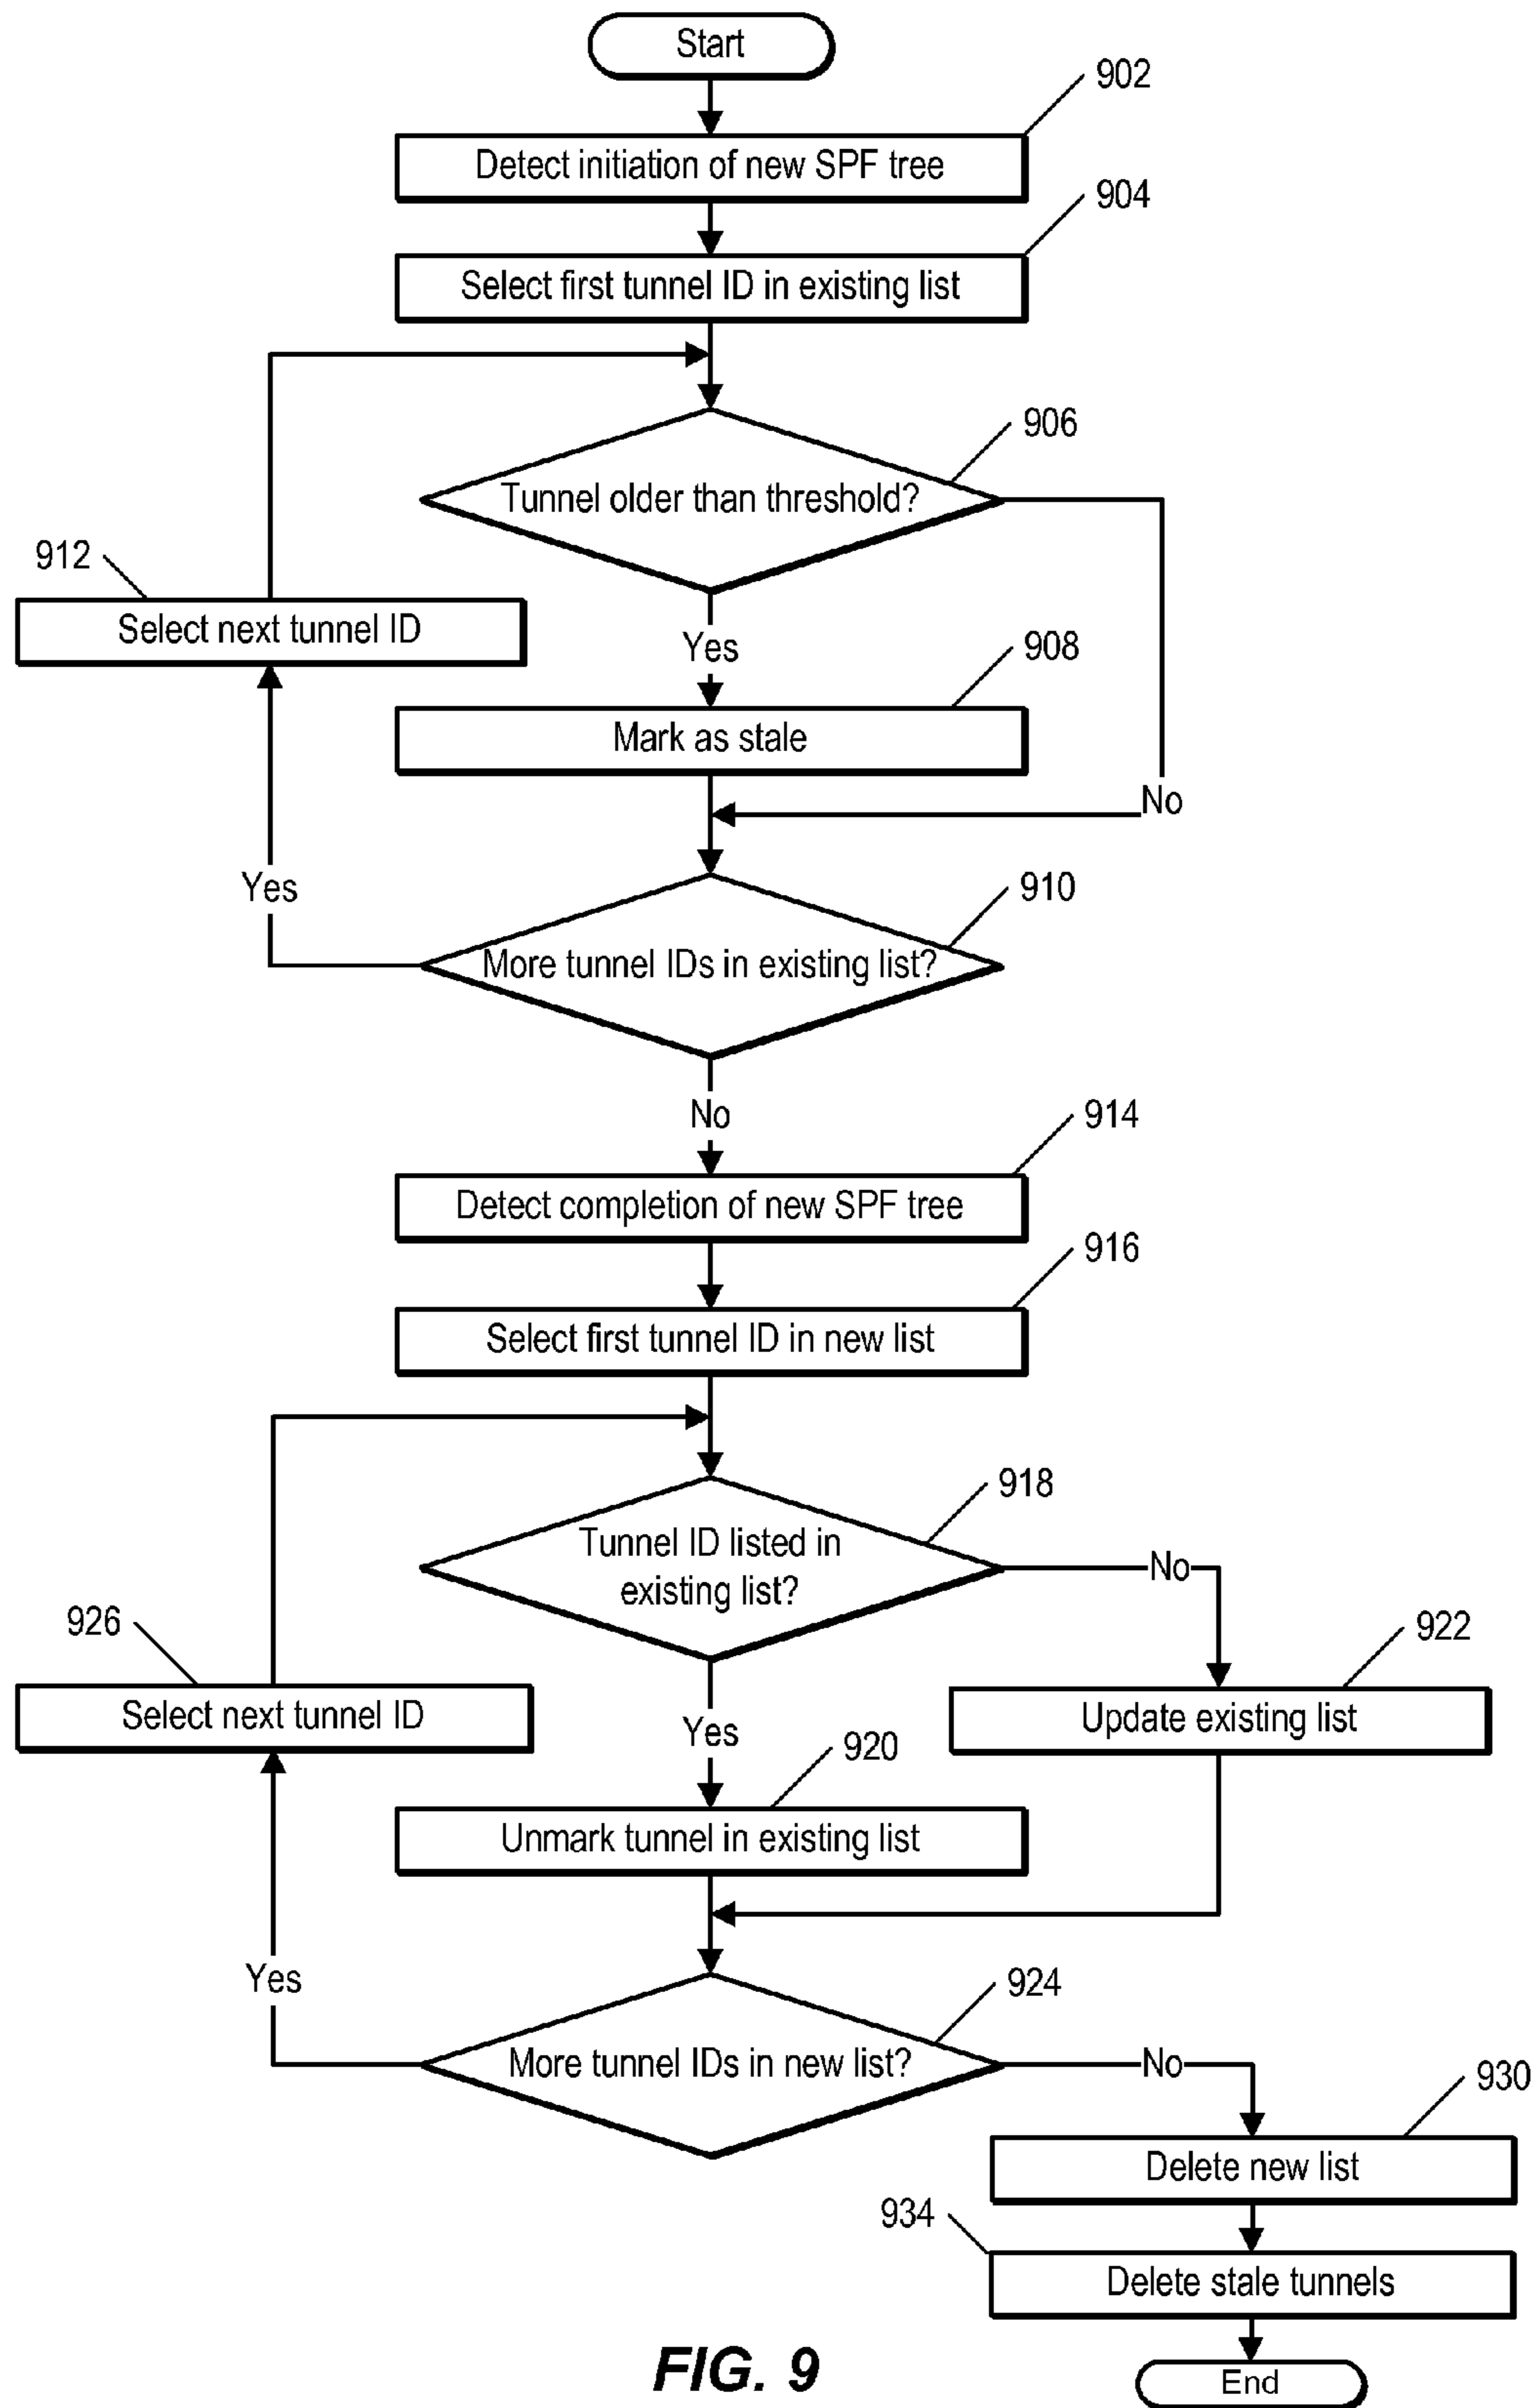 Start
902
Detect initiation of new SPF tree
904
Select first tunnel ID in existing list
906
Tunnel older than threshold?
912
Select next tunnel ID
Yes
908
Mark as stale
No
Yes
910
More tunnel IDs in existing list?
No
914
Detect completion of new SPF tree
916
Select first tunnel ID in new list
918
Tunnel ID listed in
existing list?
No
926
Select next tunnel ID
922
Update existing list
Yes
920
Unmark tunnel in existing list
Yes
924
More tunnel IDs in new list?
No
930
Delete new list
934
Delete stale tunnels
End
FIG. 9